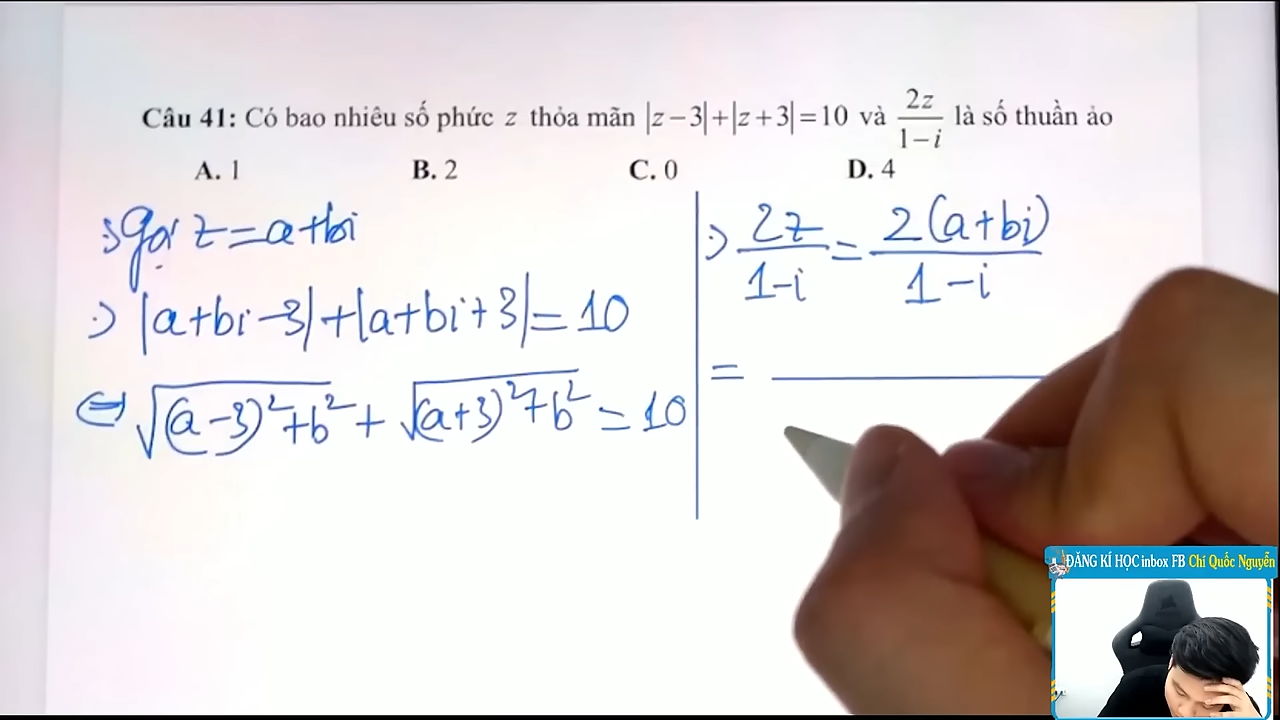 Câu 41: Có bao nhiêu số phức z thỏa mãn |z−3|+|z+3|=10 và 2z/(1−i) là số thuần ảo
A. 1 B. 2 C. 0 D. 4
:) Gọi z = a+bi
:) |a+bi−3|+|a+bi+3|=10
⇔ √((a−3)²+b²) + √((a+3)²+b²) = 10
:) 2z/(1−i) = 2(a+bi)/(1−i)
=
ĐĂNG KÍ HỌC inbox FB Chí Quốc Nguyễn